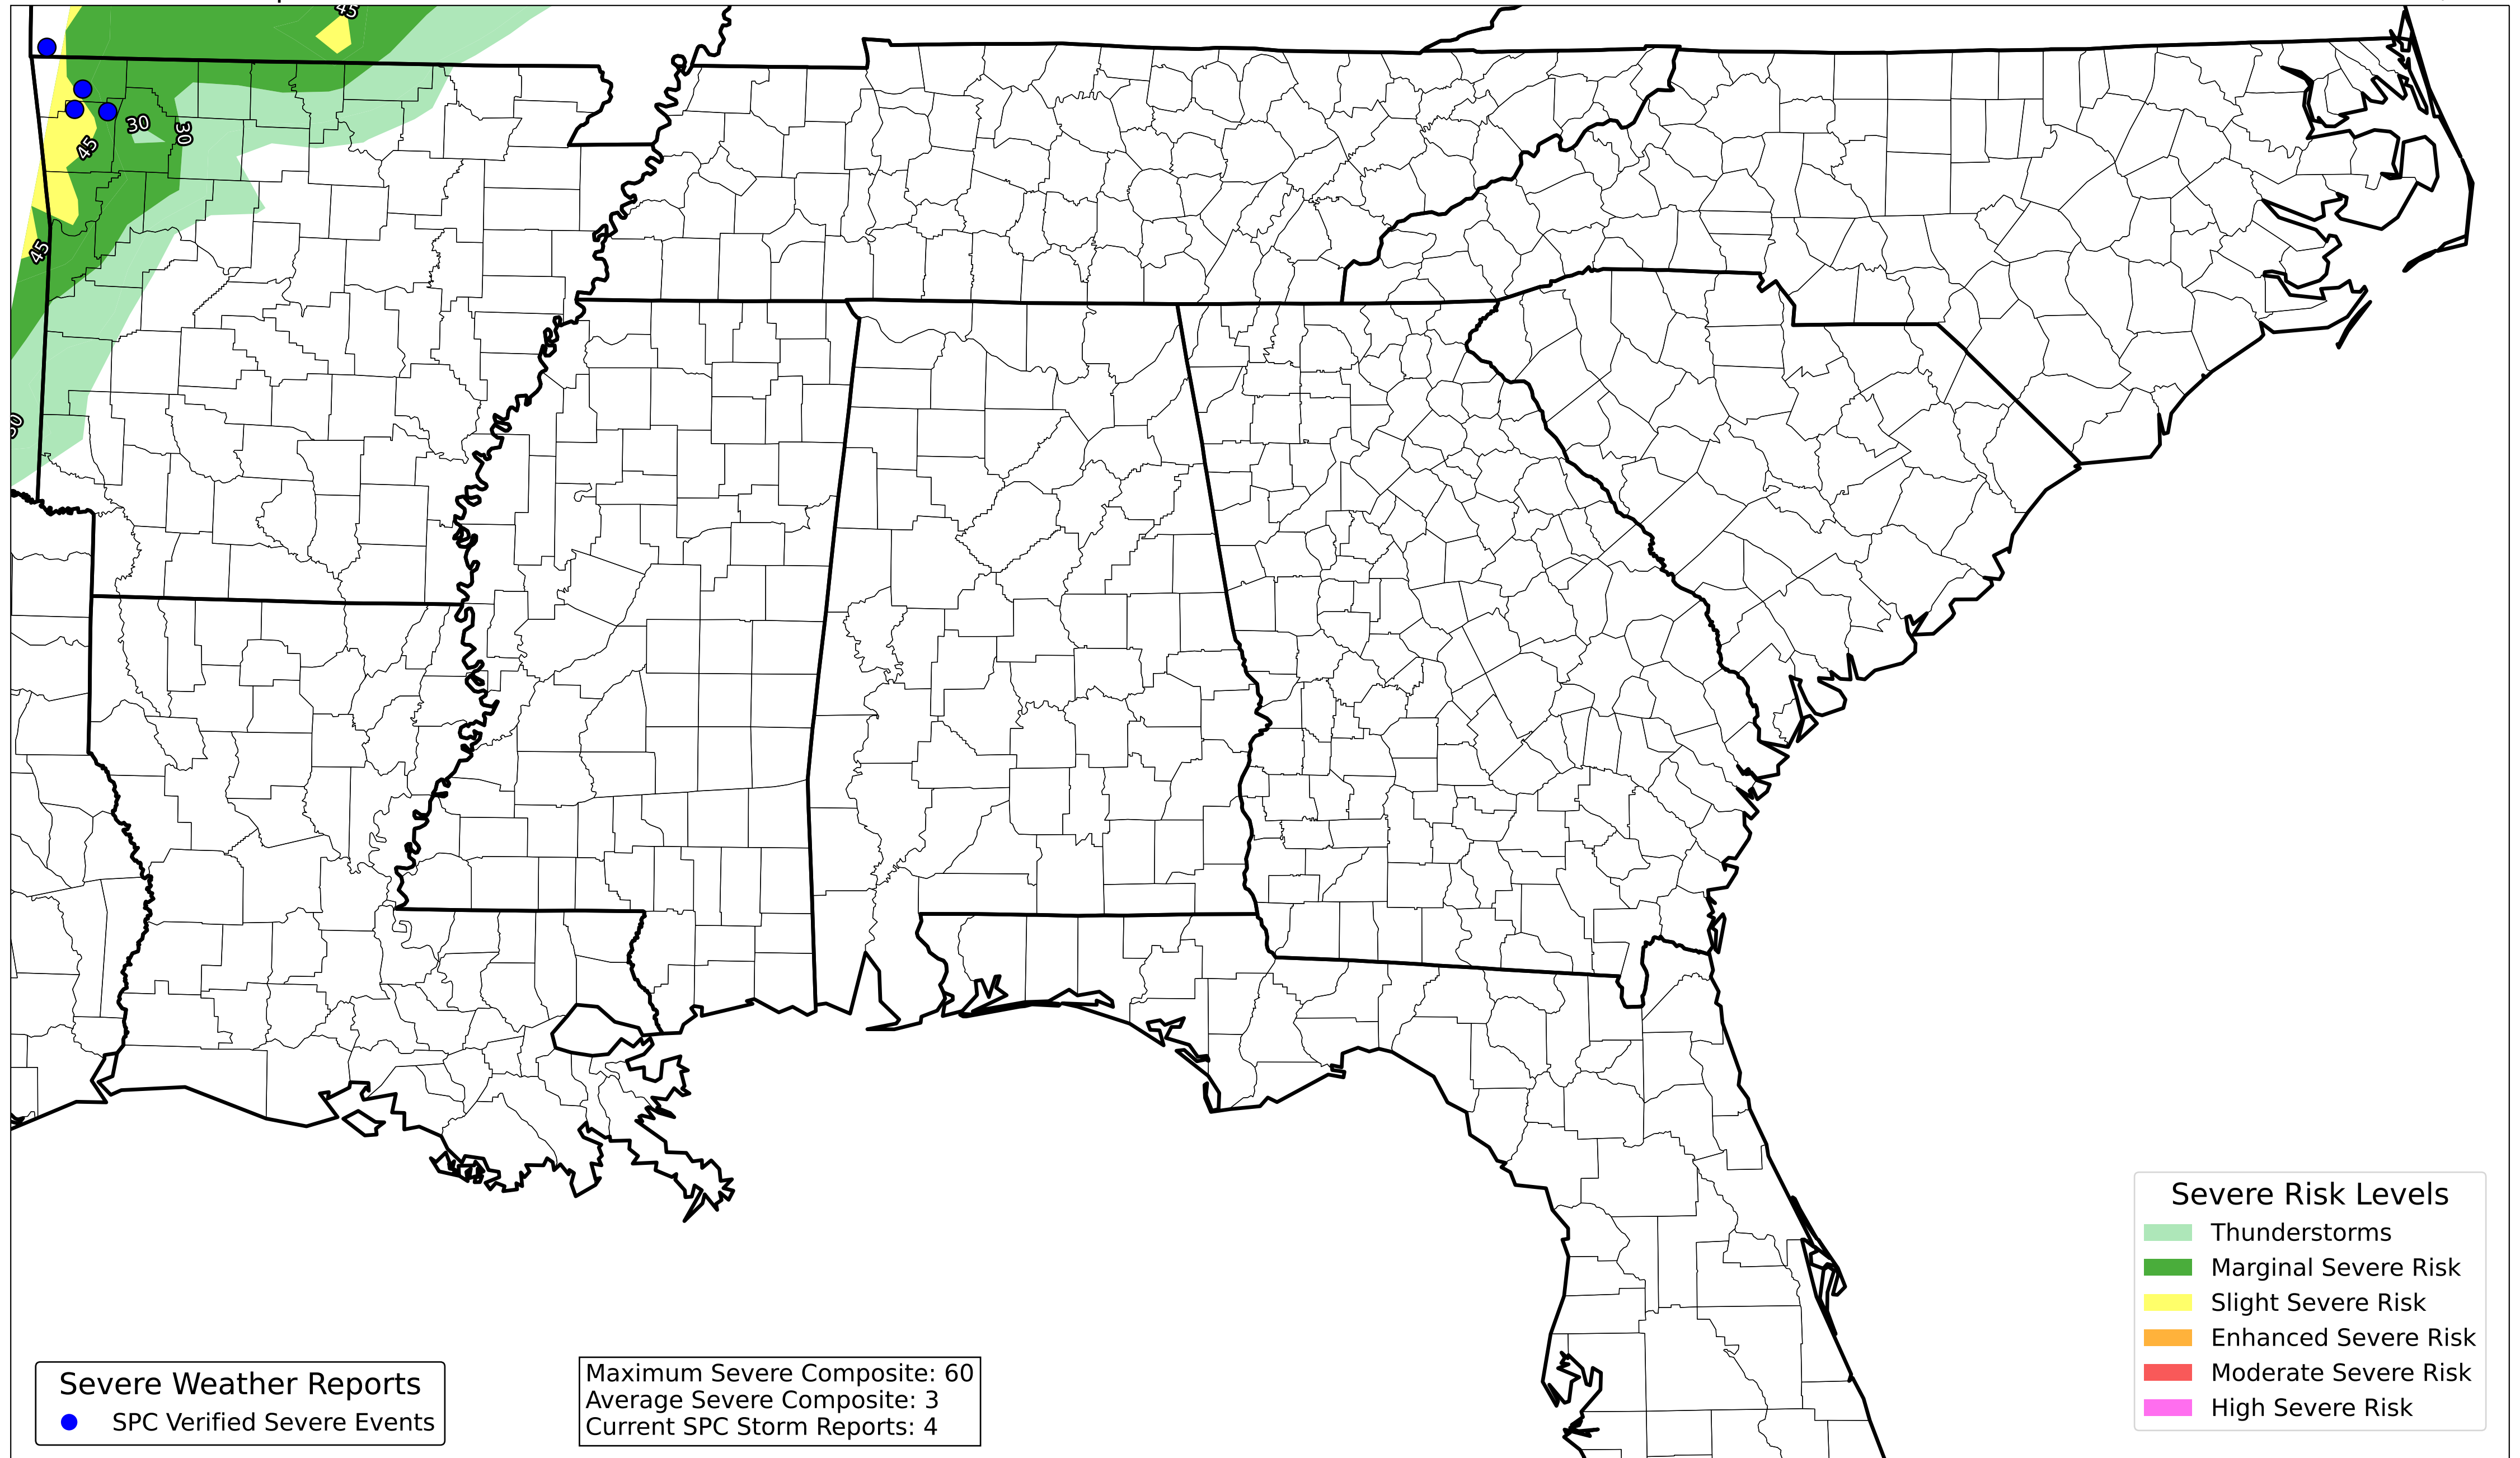 45
30
30
45
45
Severe Risk Levels
Thunderstorms
Marginal Severe Risk
Slight Severe Risk
Enhanced Severe Risk
Moderate Severe Risk
High Severe Risk
Severe Weather Reports
SPC Verified Severe Events
Maximum Severe Composite: 60
Average Severe Composite: 3
Current SPC Storm Reports: 4